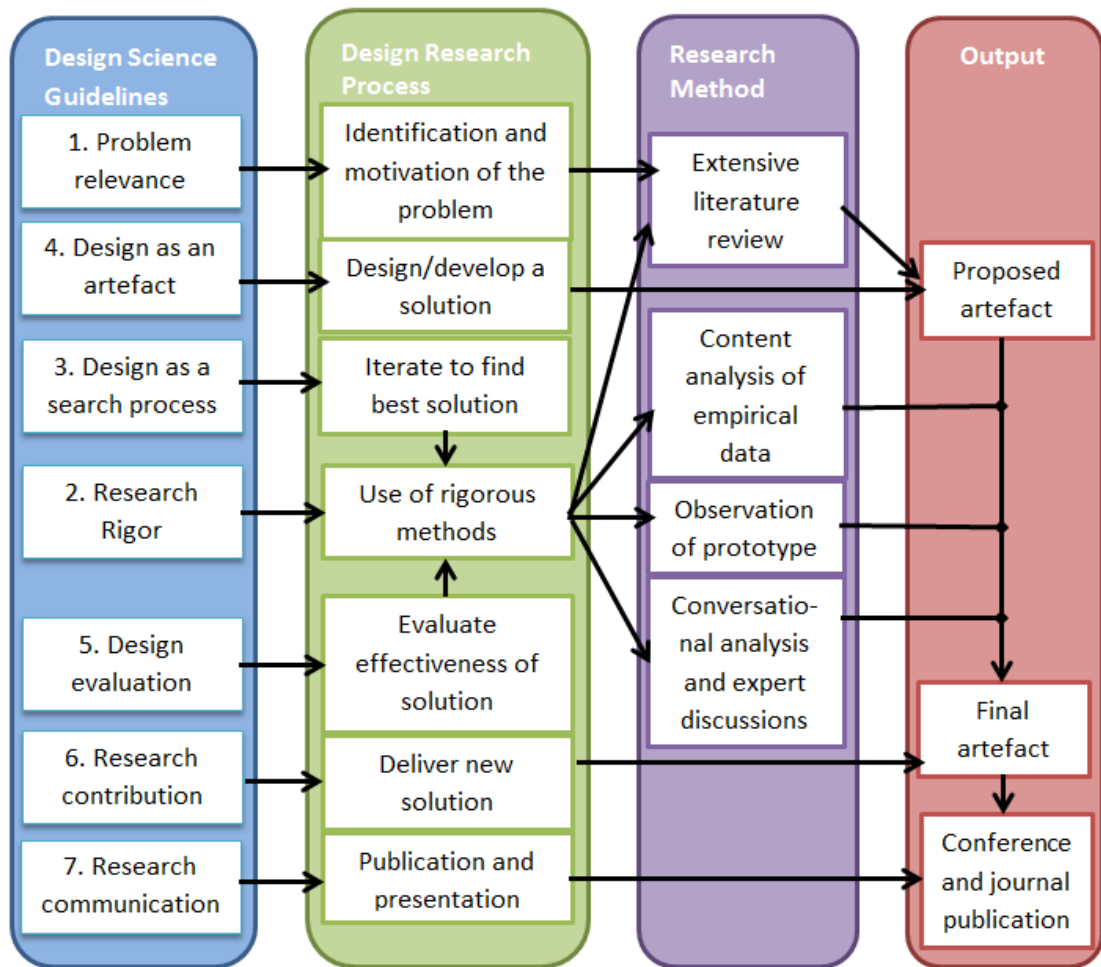 Design Science
Guidelines
1. Problem
relevance
4. Design as an
artefact
3. Design as a
search process
2. Research
Rigor
5. Design
evaluation
6. Research
contribution
7. Research
communication
Design Research
Process
Identification and
motivation of the
problem
Design/develop a
solution
Iterate to find
best solution
Use of rigorous
methods
Evaluate
effectiveness of
solution
Deliver new
solution
Publication and
presentation
Research
Method
Extensive
literature
review
Content
analysis of
empirical
data
Observation
of prototype
Conversatio-
nal analysis
and expert
discussions
Output
Proposed
artefact
Final
artefact
Conference
and journal
publication